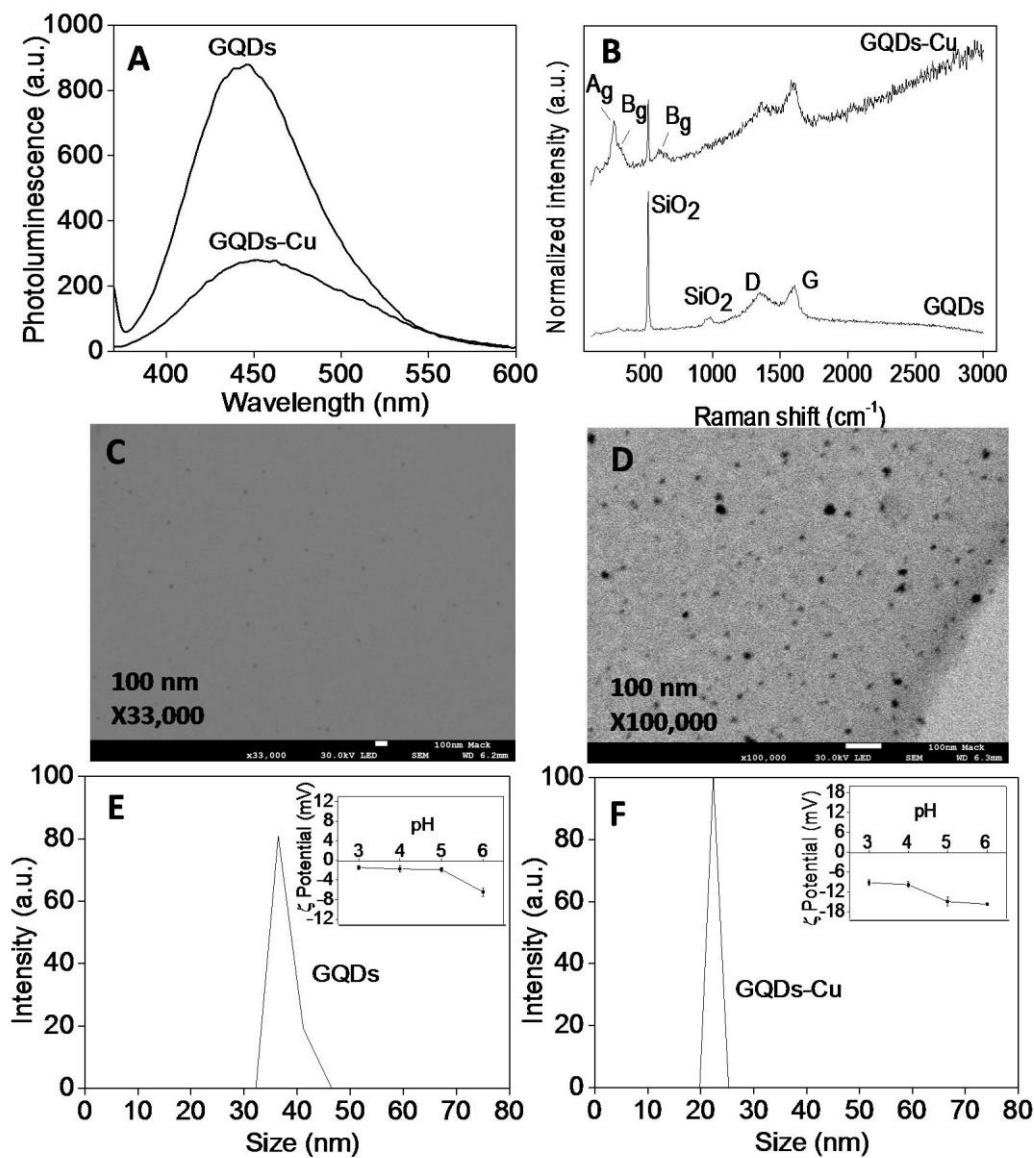 A
GQDs
GQDs-Cu
1000
800
600
400
200
0
Photoluminescence (a.u.)
400 450 500 550 600
Wavelength (nm)
B
GQDs-Cu
Ag
Bg
Bg
SiO2
SiO2
D
G
GQDs
Normalized intensity (a.u.)
500 1000 1500 2000 2500 3000
Raman shift (cm-1)
C
100 nm
X33,000
x33,000 30.0kV LED SEM 100nm Mack WD 6.2mm
D
100 nm
X100,000
x100,000 30.0kV LED SEM 100nm Mack WD 6.3mm
E
100
80
60
40
20
0
Intensity (a.u.)
GQDs
0 10 20 30 40 50 60 70 80
Size (nm)
ζ Potential (mV)
12
8
4
0
-4
-8
-12
pH
3 4 5 6
F
100
80
60
40
20
0
Intensity (a.u.)
GQDs-Cu
0 10 20 30 40 50 60 70 80
Size (nm)
ζ Potential (mV)
18
12
6
0
-6
-12
-18
pH
3 4 5 6